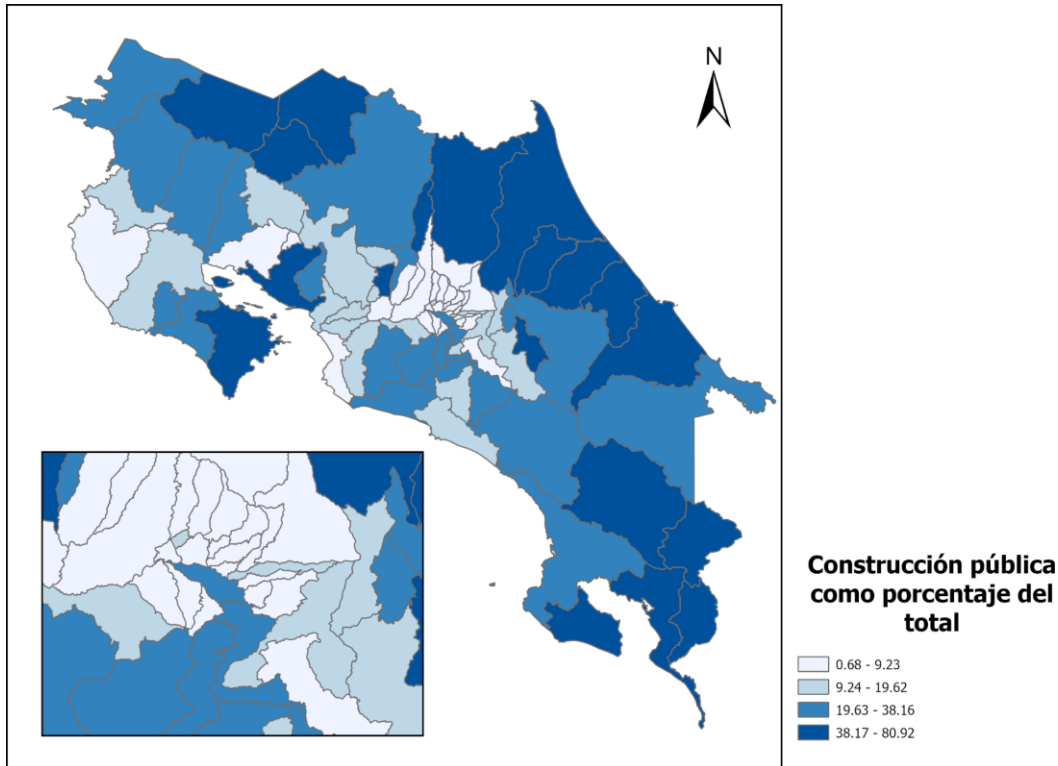 N
Construcción pública
como porcentaje del
total
0.68 - 9.23
9.24 - 19.62
19.63 - 38.16
38.17 - 80.92